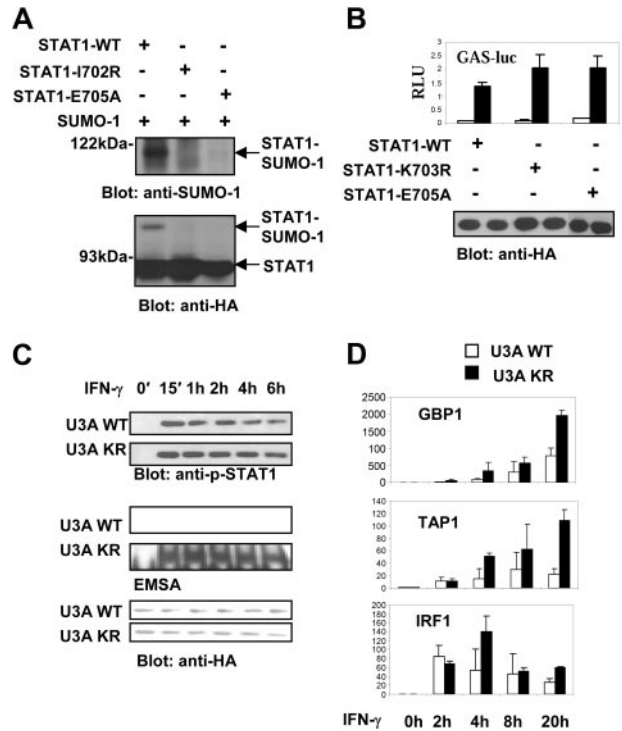 A
STAT1-WT + - -
STAT1-I702R - + -
STAT1-E705A - - +
SUMO-1 + + +
122kDa-
STAT1-
SUMO-1
Blot: anti-SUMO-1
STAT1-
SUMO-1
93kDa-
STAT1
Blot: anti-HA
B
GAS-luc
RLU
3
2.5
2
1.5
1
0.5
0
STAT1-WT + - -
STAT1-K703R - + -
STAT1-E705A - - +
Blot: anti-HA
C
IFN-γ 0' 15' 1h 2h 4h 6h
U3A WT
U3A KR
Blot: anti-p-STAT1
U3A WT
U3A KR
EMSA
U3A WT
U3A KR
Blot: anti-HA
D
U3A WT
U3A KR
GBP1
2500
2000
1500
1000
500
0
TAP1
140
120
100
80
60
40
20
0
IRF1
200
180
160
140
120
100
80
60
40
20
0
IFN-γ 0h 2h 4h 8h 20h